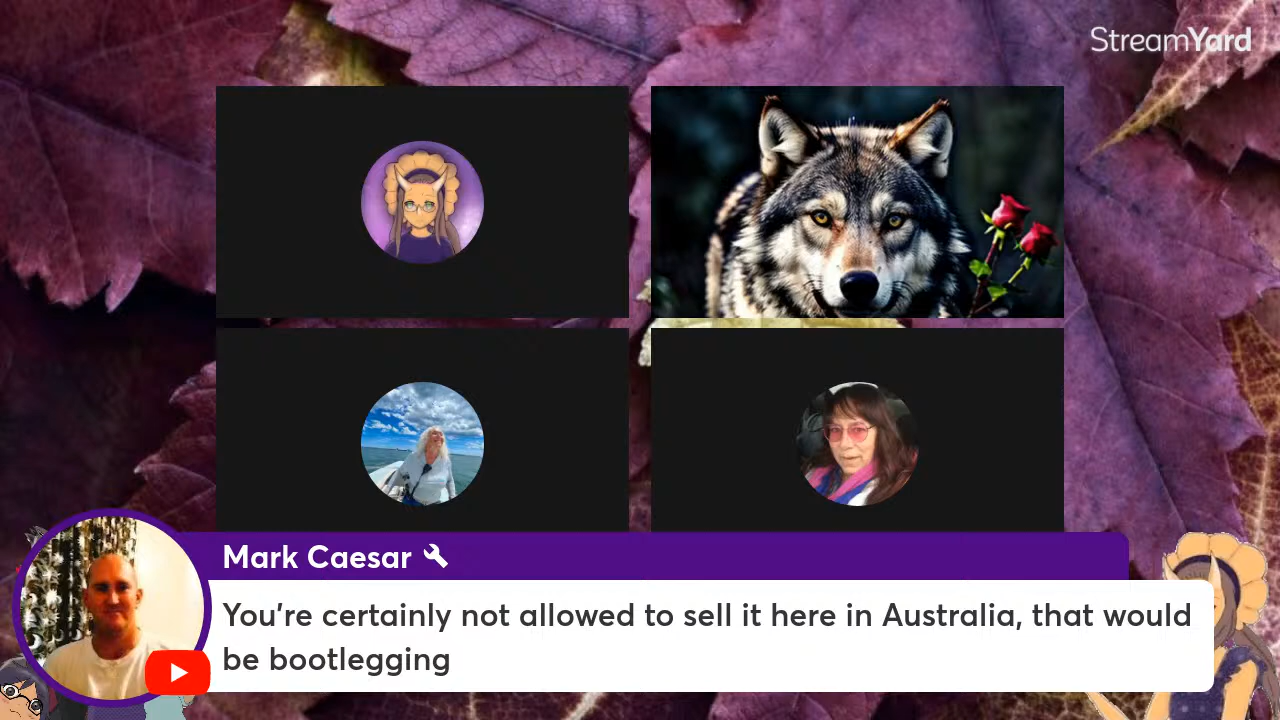 StreamYard
Mark Caesar
You're certainly not allowed to sell it here in Australia, that would
be bootlegging